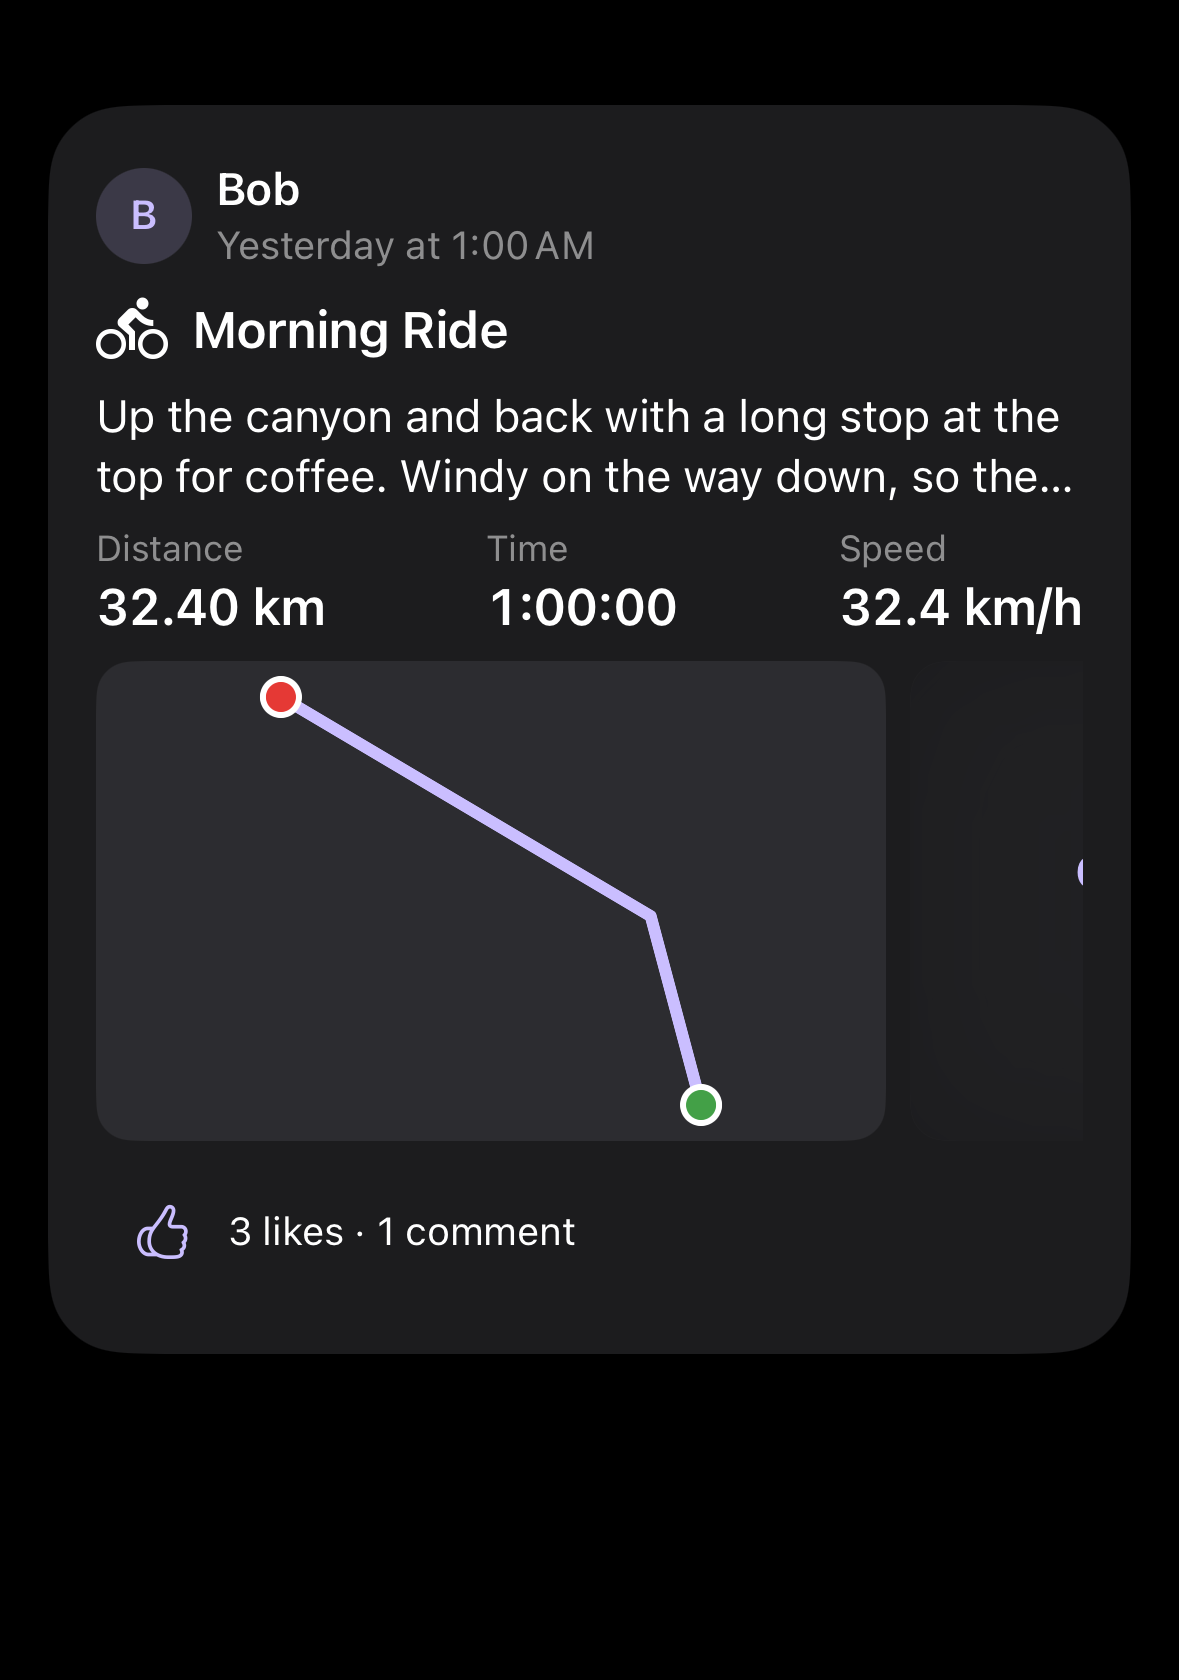 B
Bob
Yesterday at 1:00 AM
Morning Ride
Up the canyon and back with a long stop at the
top for coffee. Windy on the way down, so the...
Distance
Time
Speed
32.40 km
1:00:00
32.4 km/h
3 likes · 1 comment